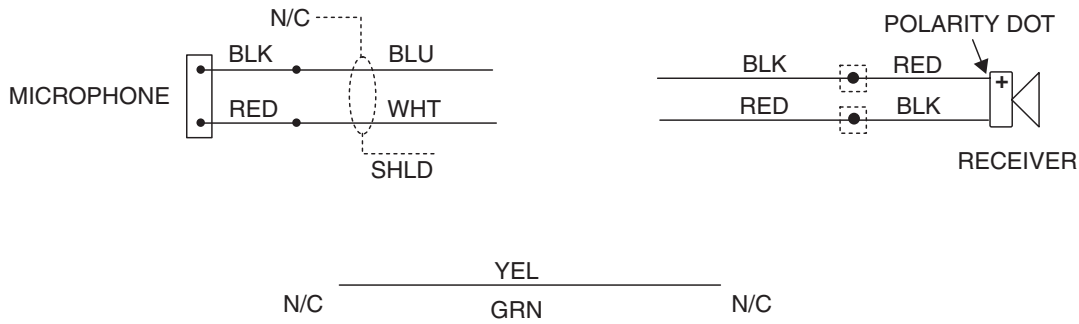 N/C
POLARITY DOT
BLK BLU
BLK RED
+
MICROPHONE
RED WHT
RED BLK
SHLD
RECEIVER
YEL
N/C GRN N/C